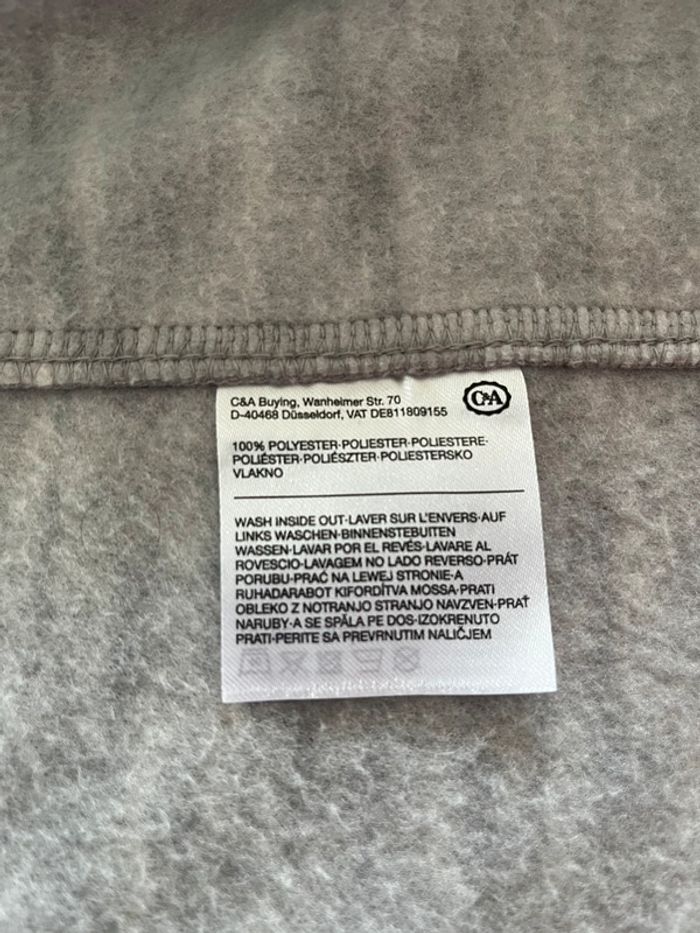 C&A Buying, Wanheimer Str. 70
D-40468 Düsseldorf, VAT DE811809155
C&A
100% POLYESTER·POLIESTER·POLIESTERE·
POLIÉSTER·POLIÉSZTER·POLIESTERSKO
VLAKNO
WASH INSIDE OUT·LAVER SUR L'ENVERS·AUF
LINKS WASCHEN·BINNENSTEBUITEN
WASSEN·LAVAR POR EL REVÉS·LAVARE AL
ROVESCIO·LAVAGEM NO LADO REVERSO·PRÁT
PORUBU·PRAĆ NA LEWEJ STRONIE·A
RUHADARABOT KIFORDÍTVA MOSSA·PRATI
OBLEKO Z NOTRANJO STRANJO NAVZVEN·PRAŤ
NARUBY·A SE SPĂLA PE DOS·IZOKRENUTO
PRATI·PERITE SA PREVRNUTIM NALIČJEM